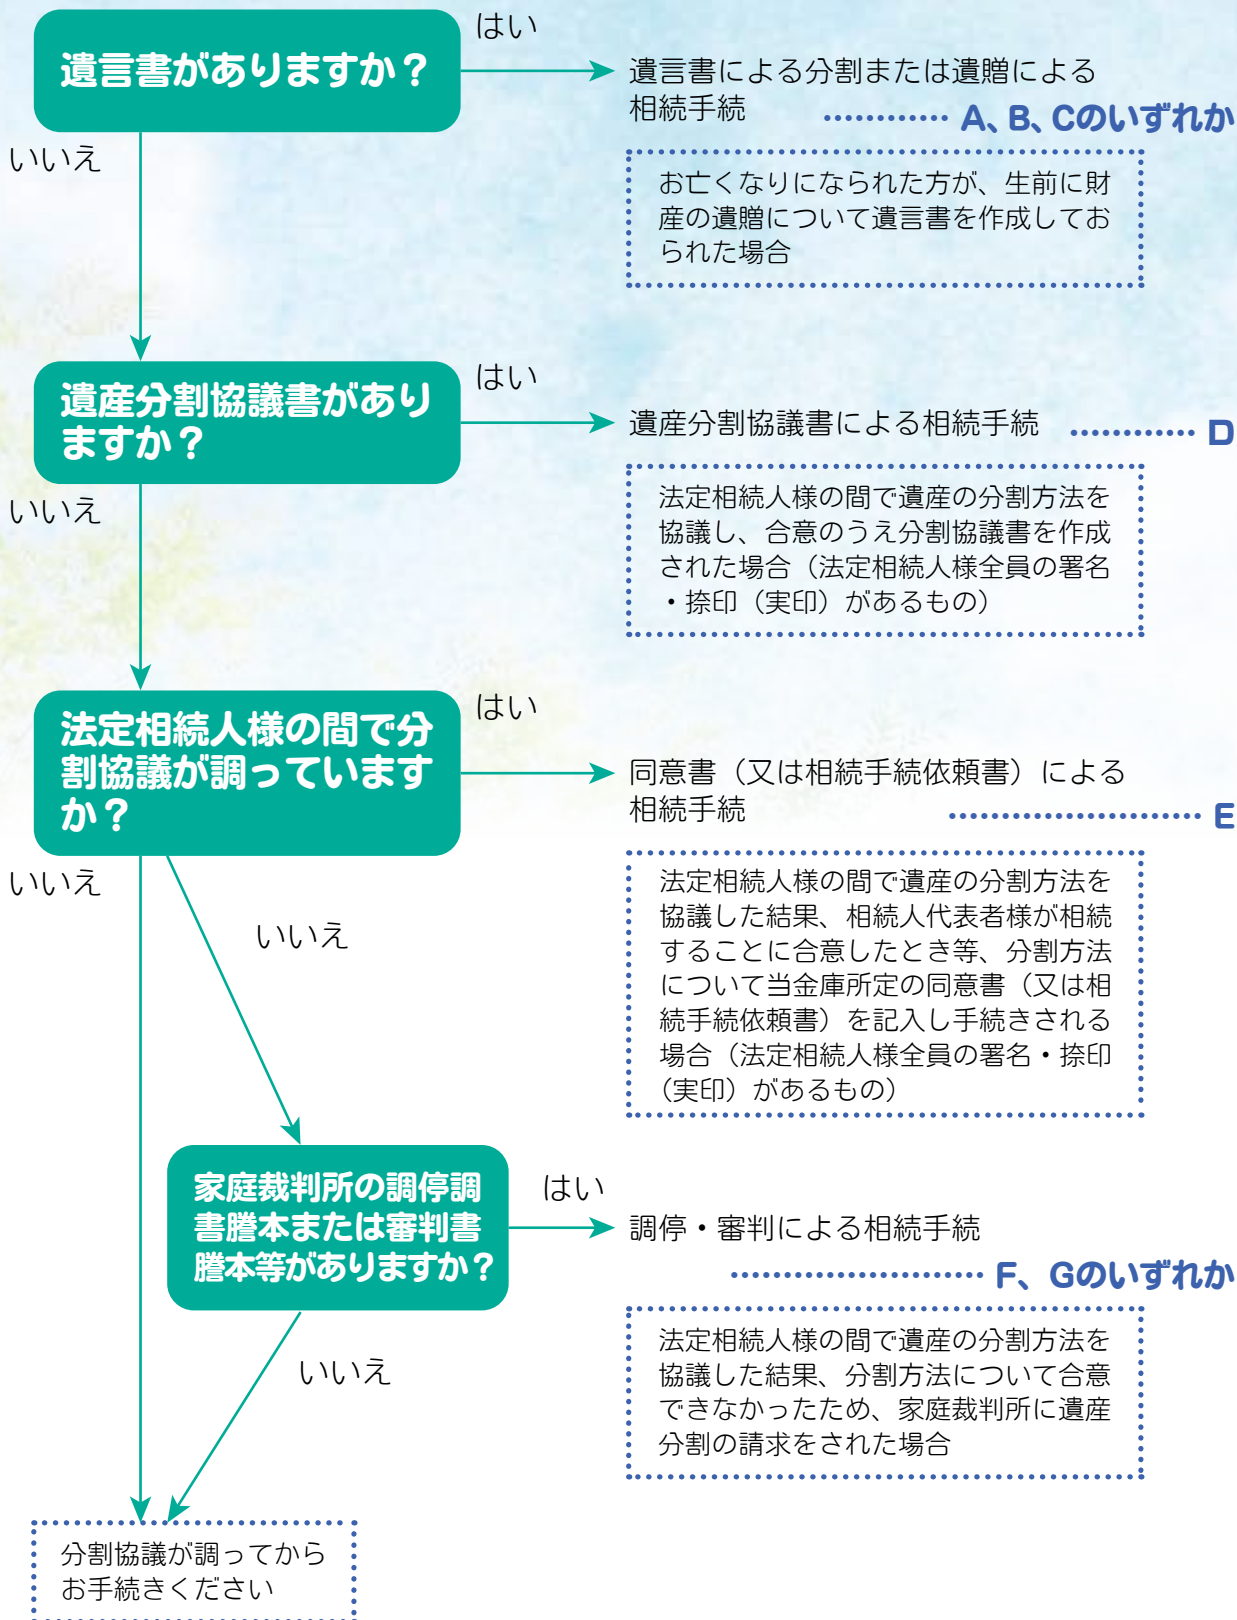 遺言書がありますか？
はい
遺言書による分割または遺贈による
相続手続 ………… A、B、Cのいずれか
お亡くなりになられた方が、生前に財
産の遺贈について遺言書を作成してお
られた場合
いいえ
遺産分割協議書があり
ますか？
はい
遺産分割協議書による相続手続 ………… D
法定相続人様の間で遺産の分割方法を
協議し、合意のうえ分割協議書を作成
された場合（法定相続人様全員の署名
・捺印（実印）があるもの）
いいえ
法定相続人様の間で分
割協議が調っています
か？
はい
同意書（又は相続手続依頼書）による
相続手続 …………………… E
法定相続人様の間で遺産の分割方法を
協議した結果、相続人代表者様が相続
することに合意したとき等、分割方法
について当金庫所定の同意書（又は相
続手続依頼書）を記入し手続きされる
場合（法定相続人様全員の署名・捺印
（実印）があるもの）
いいえ
いいえ
家庭裁判所の調停調
書謄本または審判書
謄本等がありますか？
はい
調停・審判による相続手続
…………………… F、Gのいずれか
法定相続人様の間で遺産の分割方法を
協議した結果、分割方法について合意
できなかったため、家庭裁判所に遺産
分割の請求をされた場合
いいえ
分割協議が調ってから
お手続きください